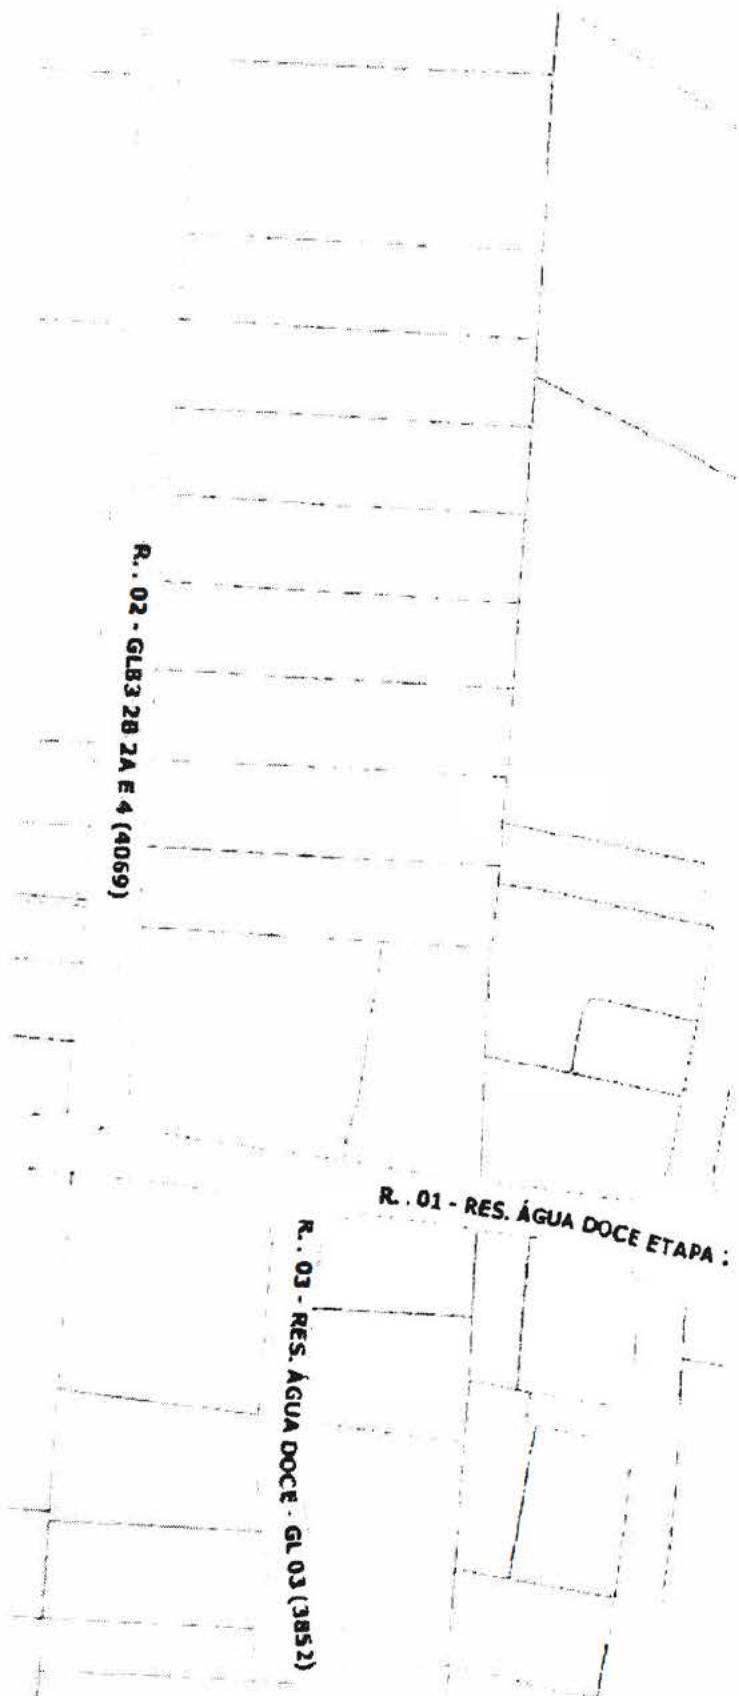 R.. 02 - GLB3 2B 2A E 4 (4069)
R.. 01 - RES. ÁGUA DOCE ETAPA :
R.. 03 - RES. ÁGUA DOCE - GL 03 (3852)